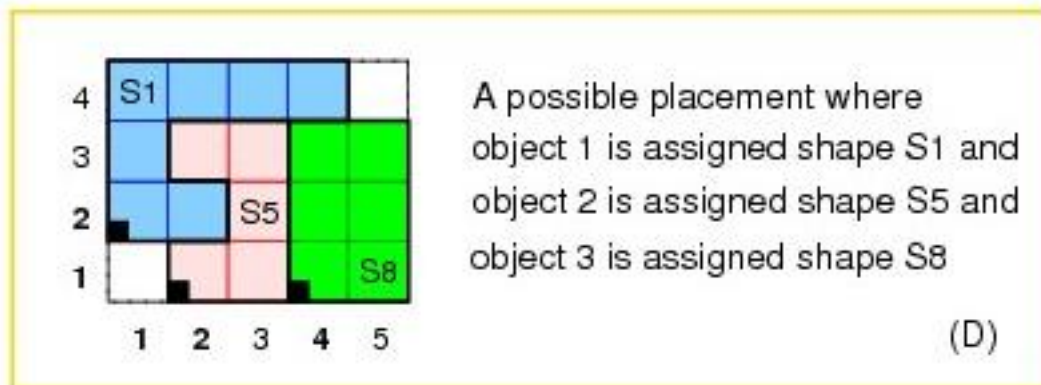 4 S1
3
2 S5
1 S8
1 2 3 4 5
A possible placement where
object 1 is assigned shape S1 and
object 2 is assigned shape S5 and
object 3 is assigned shape S8
(D)